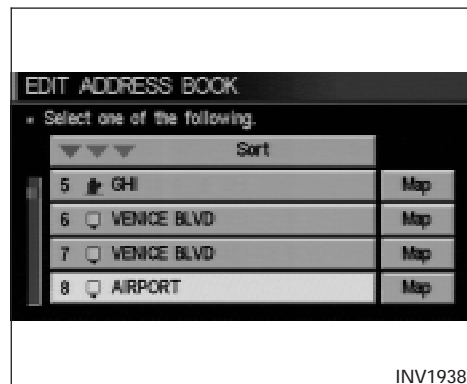 EDIT ADDRESS BOOK
Select one of the following.
Sort
5 GHI Map
6 VENICE BLVD Map
7 VENICE BLVD Map
8 AIRPORT Map
INV1938